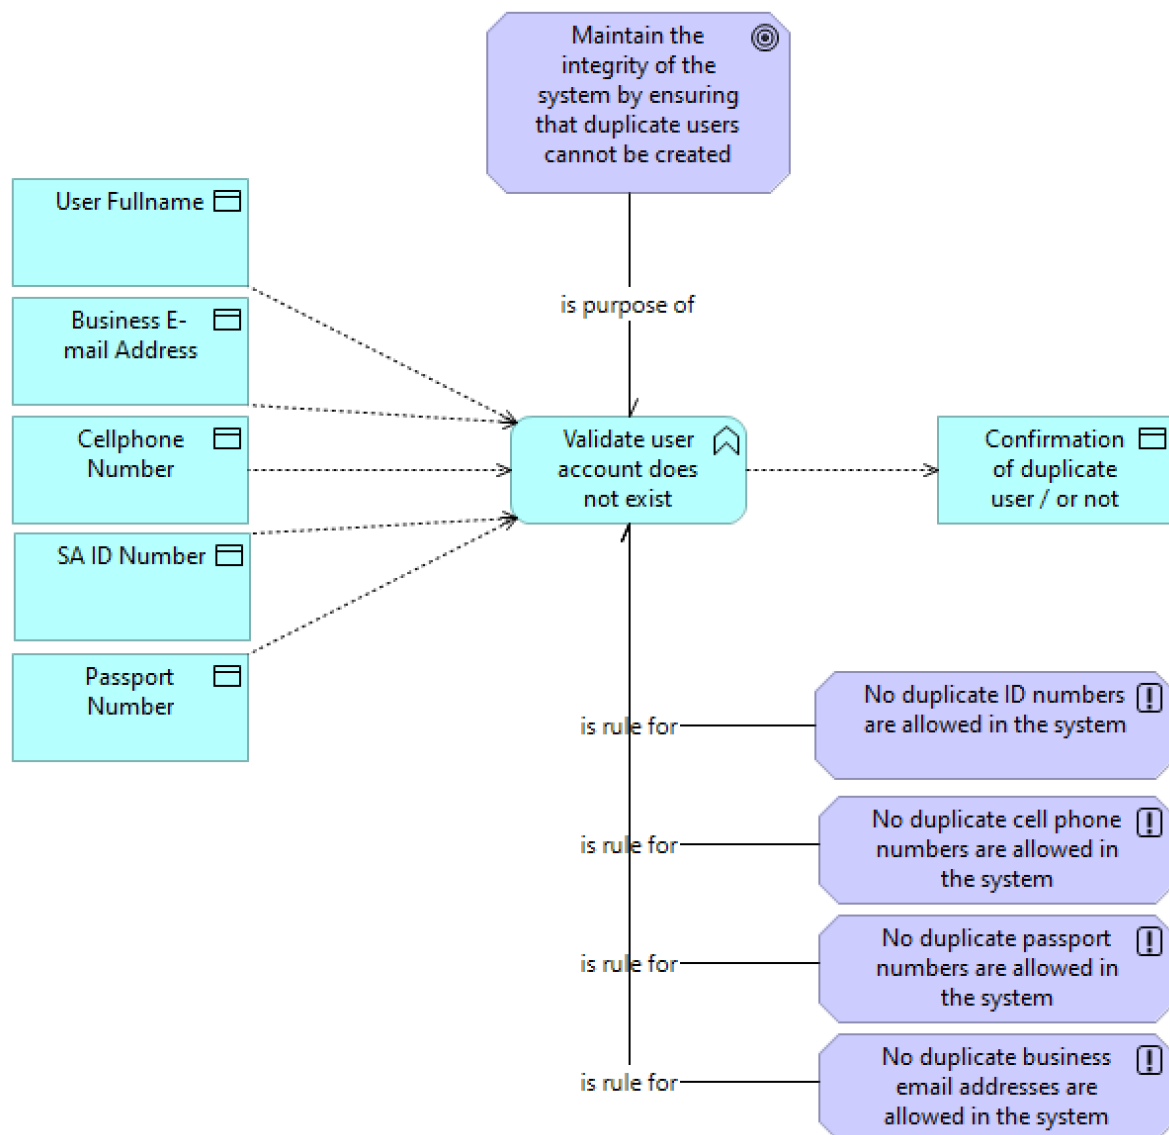 Maintain the
integrity of the
system by ensuring
that duplicate users
cannot be created
User Fullname
Business E-
mail Address
is purpose of
Cellphone
Number
Validate user
account does
not exist
Confirmation
of duplicate
user / or not
SA ID Number
Passport
Number
is rule for
No duplicate ID numbers
are allowed in the system
is rule for
No duplicate cell phone
numbers are allowed in
the system
is rule for
No duplicate passport
numbers are allowed in
the system
is rule for
No duplicate business
email addresses are
allowed in the system